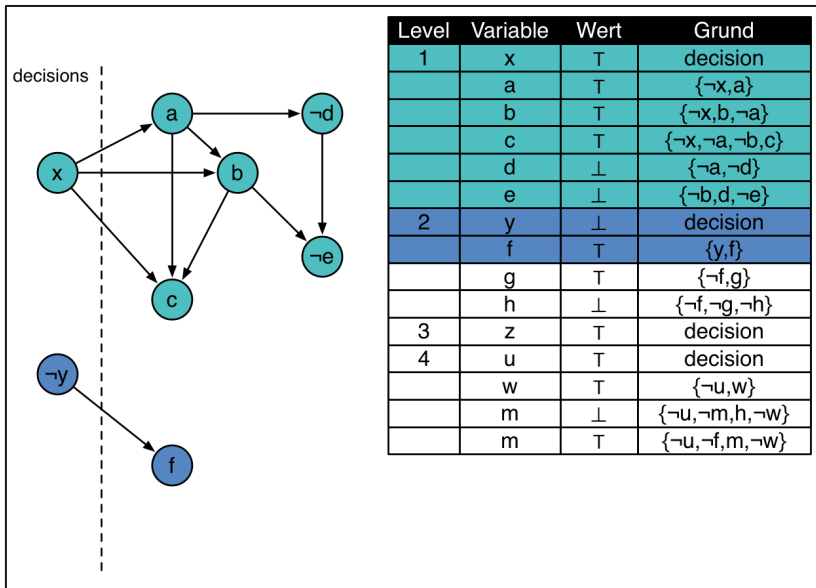 decisions
x
a
b
c
¬d
¬e
¬y
f
Level Variable Wert Grund
1 x ⊤ decision
a ⊤ {¬x,a}
b ⊤ {¬x,b,¬a}
c ⊤ {¬x,¬a,¬b,c}
d ⊥ {¬a,¬d}
e ⊥ {¬b,d,¬e}
2 y ⊥ decision
f ⊤ {y,f}
g ⊤ {¬f,g}
h ⊥ {¬f,¬g,¬h}
3 z ⊤ decision
4 u ⊤ decision
w ⊤ {¬u,w}
m ⊥ {¬u,¬m,h,¬w}
m ⊤ {¬u,¬f,m,¬w}